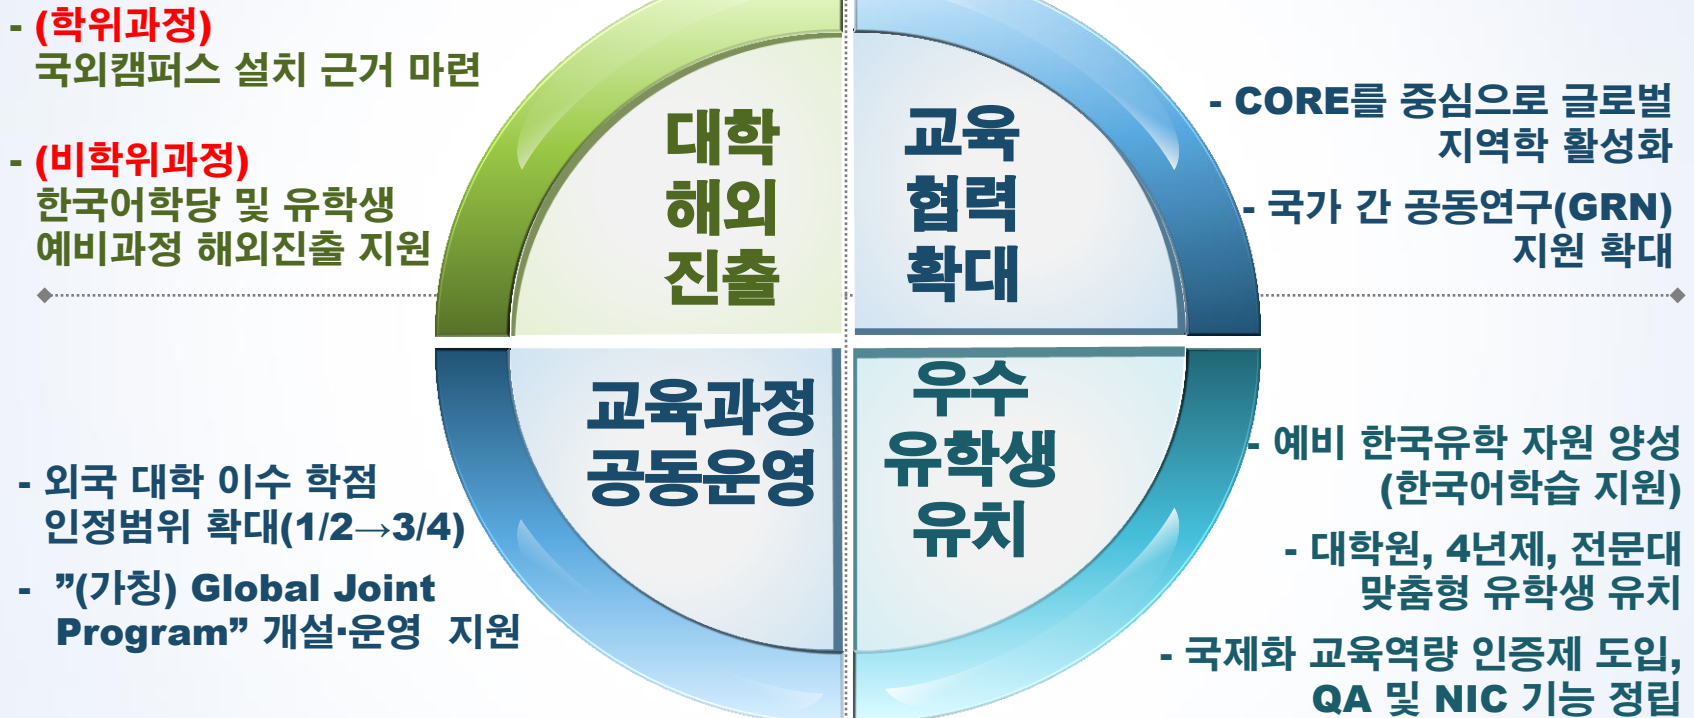 - (학위과정)
국외캠퍼스 설치 근거 마련
- (비학위과정)
한국어학당 및 유학생
예비과정 해외진출 지원
대학
해외
진출
교육
협력
확대
- CORE를 중심으로 글로벌
지역학 활성화
- 국가 간 공동연구(GRN)
지원 확대
교육과정
공동운영
- 외국 대학 이수 학점
인정범위 확대(1/2→3/4)
- ”(가칭) Global Joint
Program” 개설·운영 지원
우수
유학생
유치
- 예비 한국유학 자원 양성
(한국어학습 지원)
- 대학원, 4년제, 전문대
맞춤형 유학생 유치
- 국제화 교육역량 인증제 도입,
QA 및 NIC 기능 정립